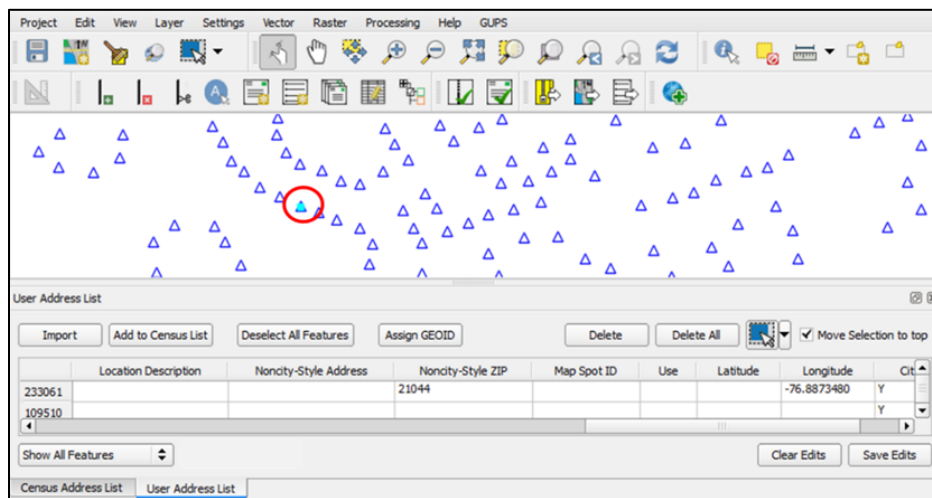 Project Edit View Layer Settings Vector Raster Processing Help GUPS
User Address List
Import Add to Census List Deselect All Features Assign GEOID Delete Delete All Move Selection to top
Location Description Noncity-Style Address Noncity-Style ZIP Map Spot ID Use Latitude Longitude Cit
233061 21044 -76.8873480 Y
109510 Y
Show All Features Clear Edits Save Edits
Census Address List User Address List